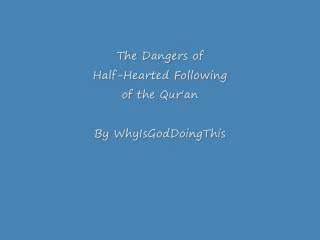 The Dangers of
Half-Hearted Following
of the Qur'an
By WhyIsGodDoingThis